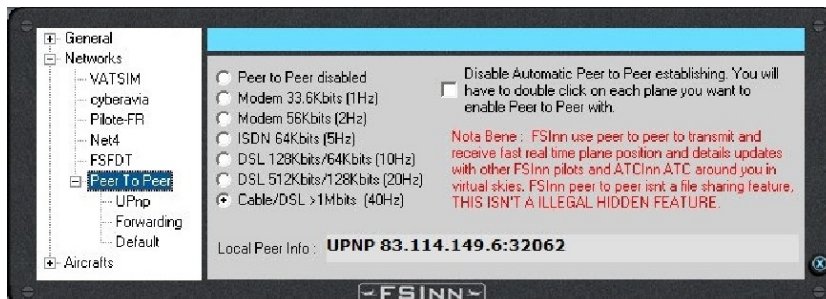 General
Networks
VATSIM
cyberavia
Pilote-FR
Net4
FSFDT
Peer To Peer
UPnp
Forwarding
Default
Aircrafts
Peer to Peer disabled
Modem 33.6Kbits (1Hz)
Modem 56Kbits (2Hz)
ISDN 64Kbits (5Hz)
DSL 128Kbits/64Kbits (10Hz)
DSL 512Kbits/128Kbits (20Hz)
Cable/DSL >1Mbits (40Hz)
Disable Automatic Peer to Peer establishing. You will
have to double click on each plane you want to
enable Peer to Peer with.
Nota Bene : FSInn use peer to peer to transmit and
receive fast real time plane position and details updates
with other FSInn pilots and ATCInn ATC around you in
virtual skies. FSInn peer to peer isnt a file sharing feature,
THIS ISN'T A ILLEGAL HIDDEN FEATURE.
Local Peer Info : UPNP 83.114.149.6:32062
FSINN